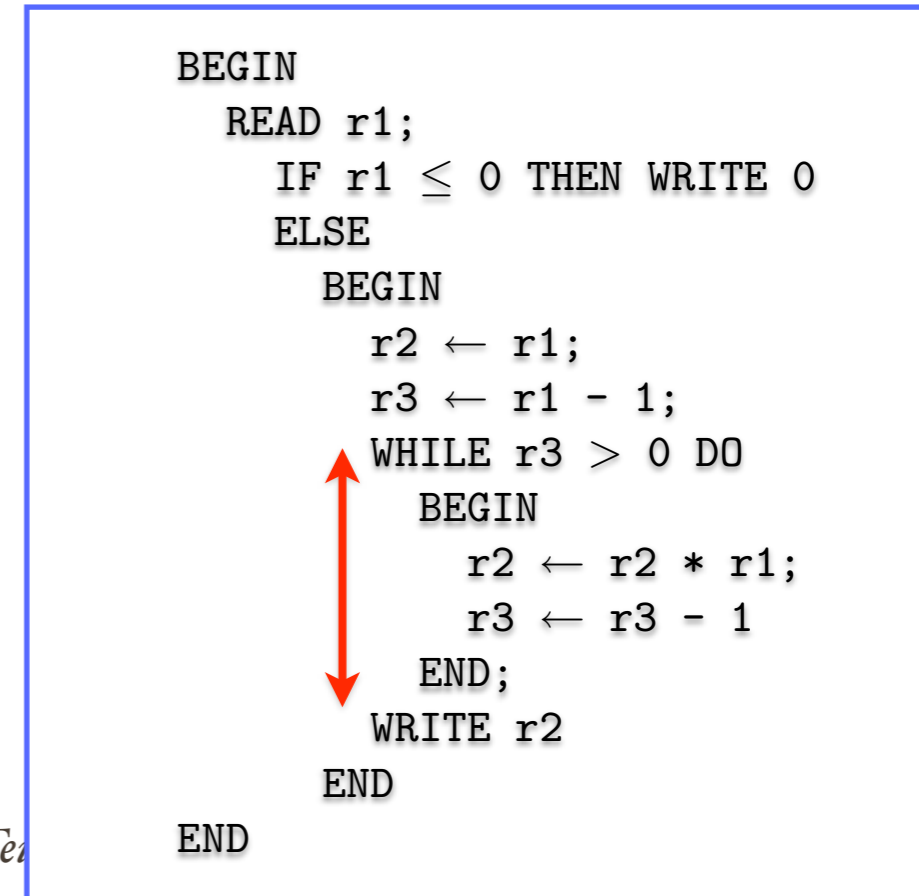 BEGIN
READ r1;
IF r1 ≤ 0 THEN WRITE 0
ELSE
BEGIN
r2 ← r1;
r3 ← r1 - 1;
WHILE r3 > 0 DO
BEGIN
r2 ← r2 * r1;
r3 ← r3 - 1
END;
WRITE r2
END
END